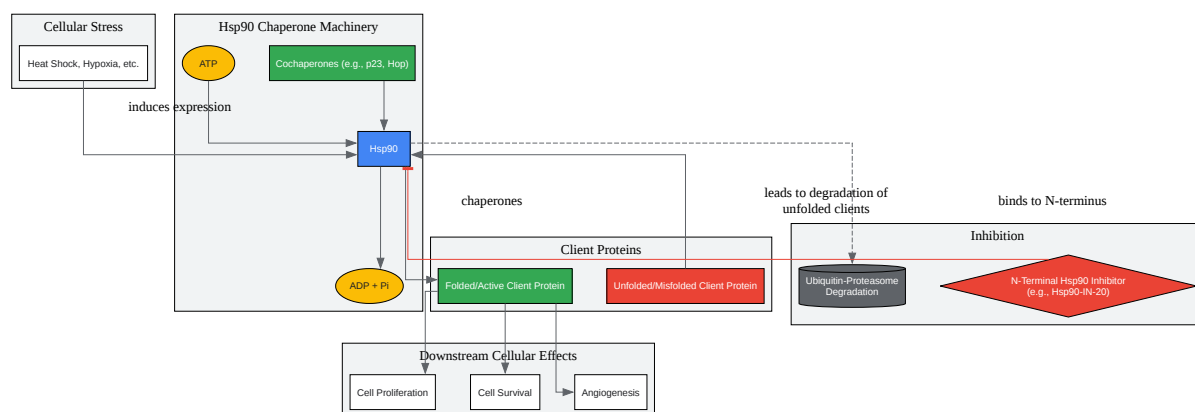 Cellular Stress
Heat Shock, Hypoxia, etc.
Hsp90 Chaperone Machinery
ATP
Cochaperones (e.g., p23, Hop)
induces expression
Hsp90
chaperones
leads to degradation of
unfolded clients
binds to N-terminus
ADP + Pi
Client Proteins
Folded/Active Client Protein
Unfolded/Misfolded Client Protein
Inhibition
Ubiquitin-Proteasome
Degradation
N-Terminal Hsp90 Inhibitor
(e.g., Hsp90-IN-20)
Downstream Cellular Effects
Cell Proliferation
Cell Survival
Angiogenesis